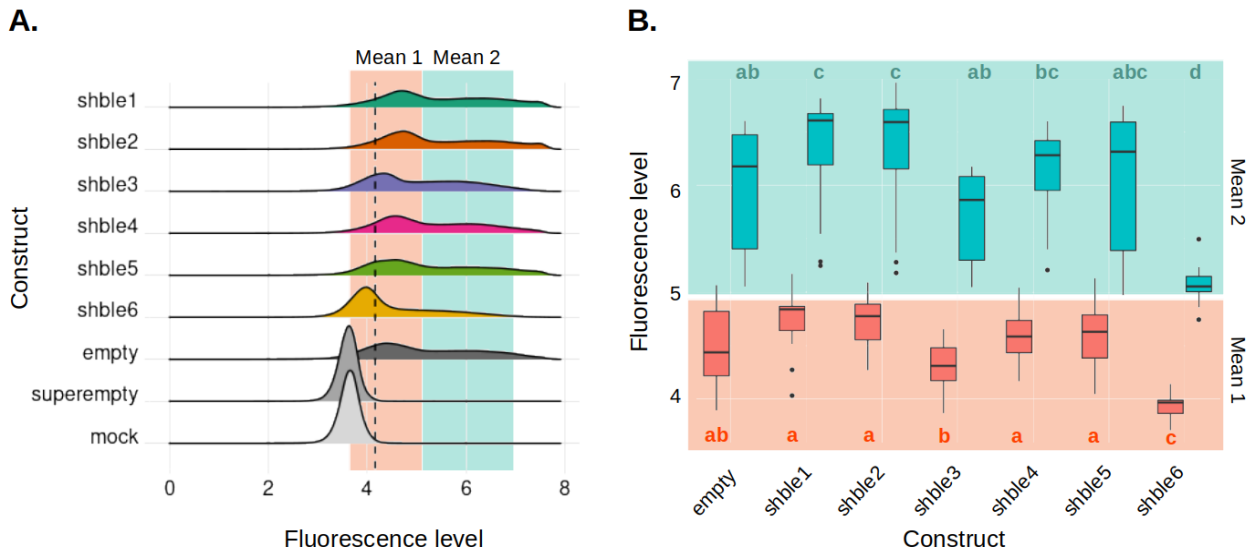 A.
Mean 1 Mean 2
Construct
shble1
shble2
shble3
shble4
shble5
shble6
empty
superempty
mock
0 2 4 6 8
Fluorescence level
B.
Fluorescence level
7
6
5
4
ab c c ab bc abc d
Mean 2
Mean 1
ab a a b a a c
empty shble1 shble2 shble3 shble4 shble5 shble6
Construct